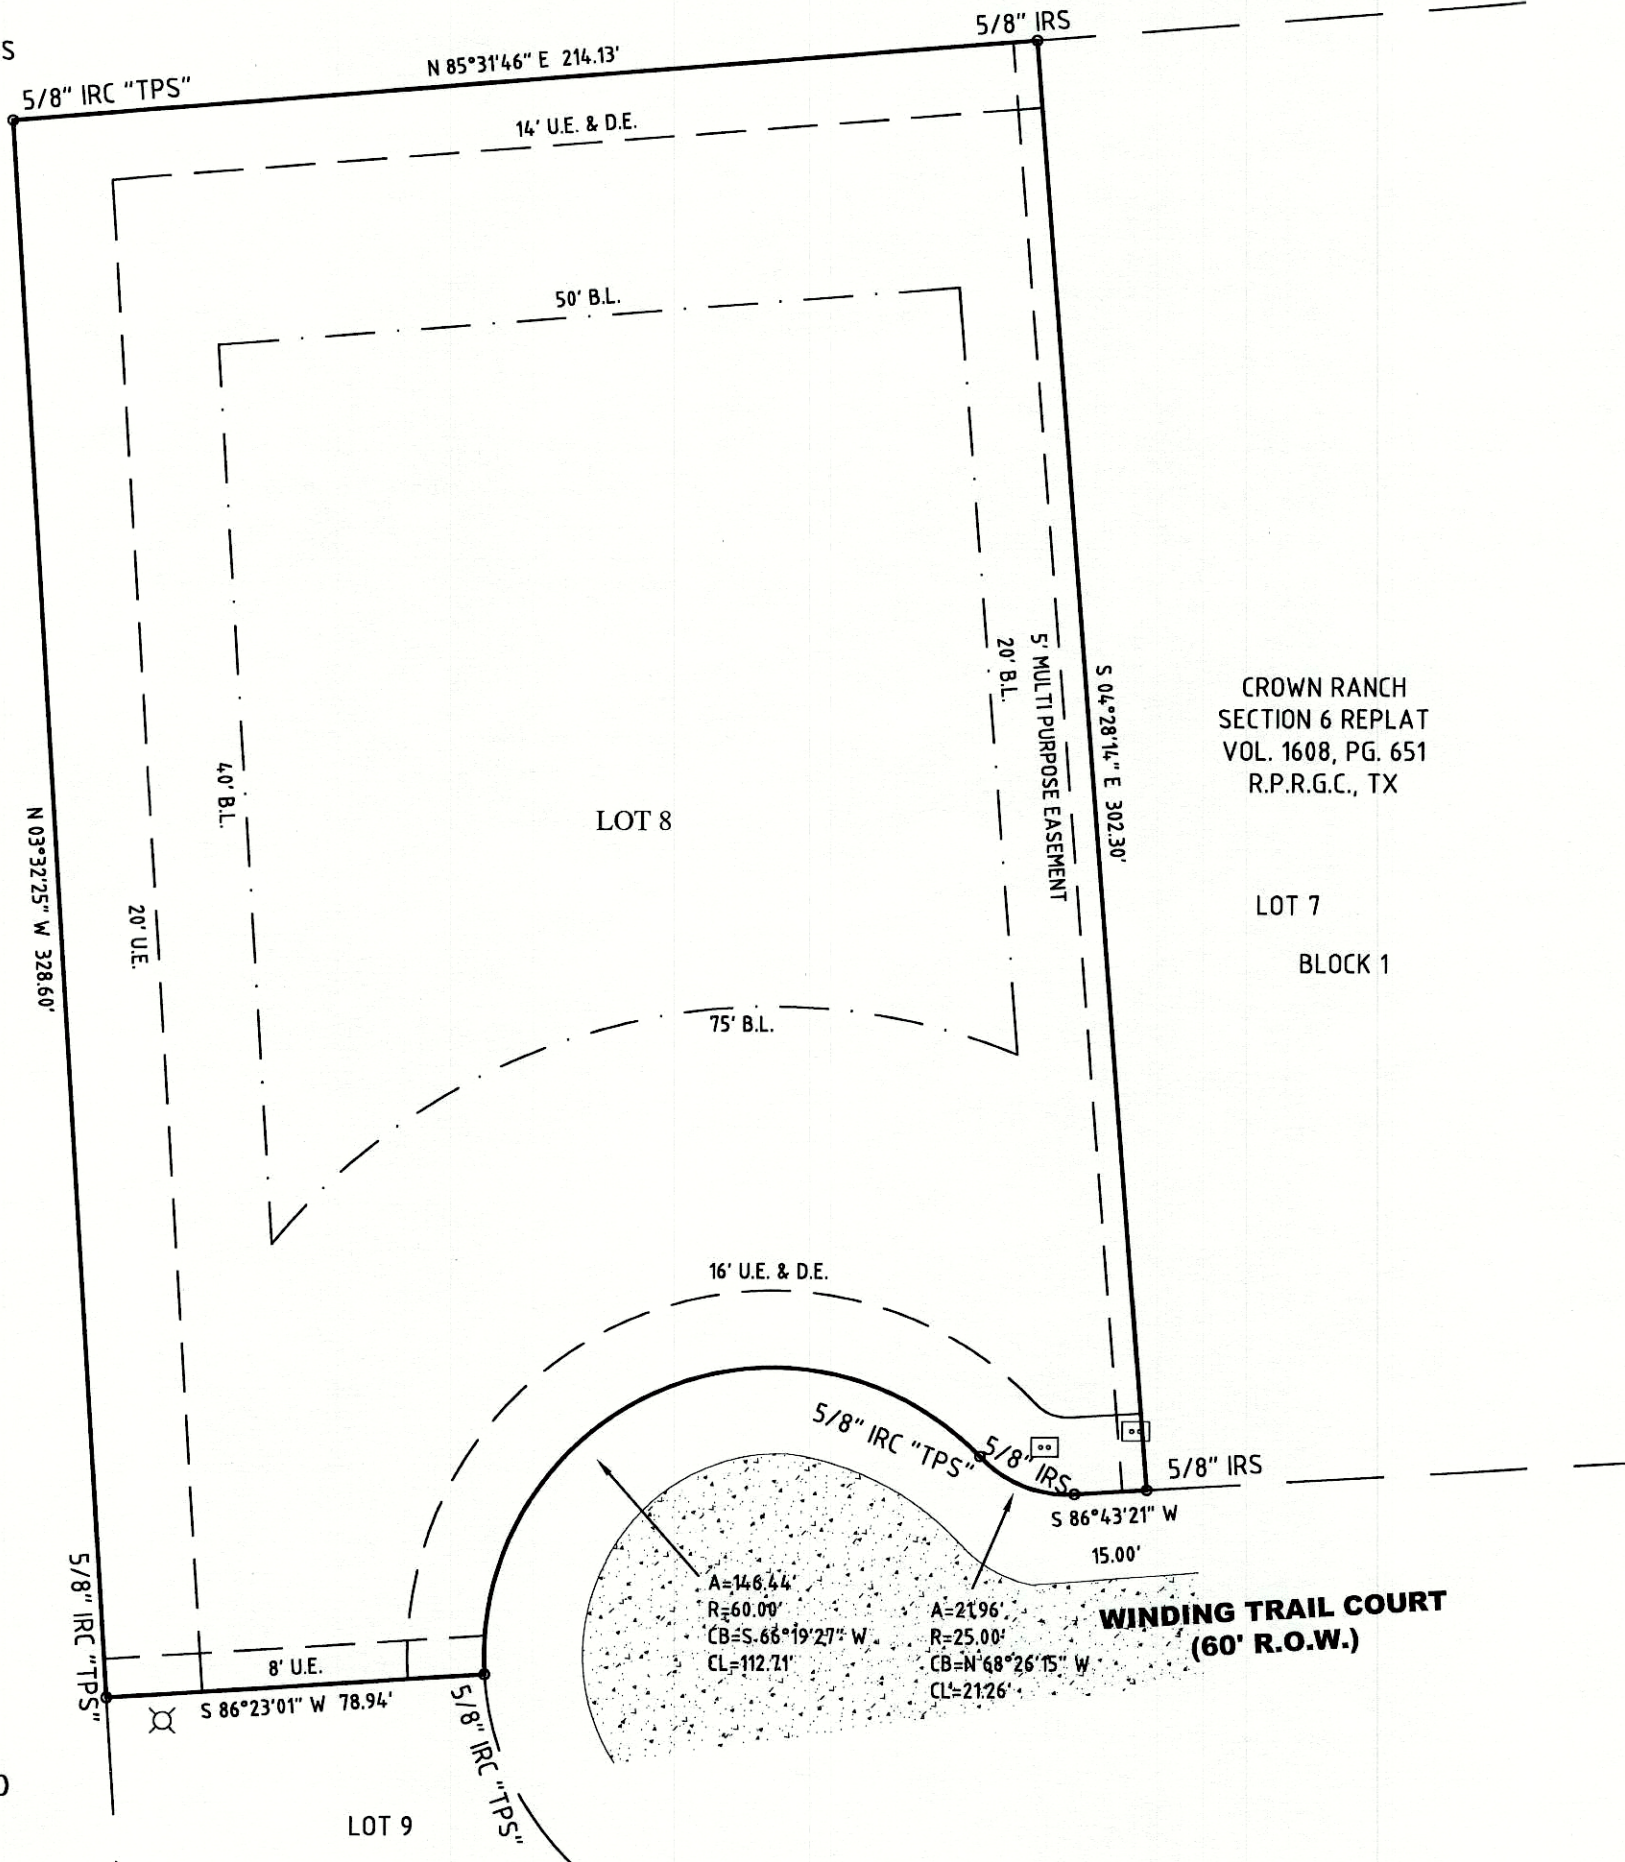 S
5/8" IRS
N 85°31'46" E 214.13'
5/8" IRC "TPS"
14' U.E. & D.E.
50' B.L.
20' B.L.
5' MULTI PURPOSE EASEMENT
S 04°28'14" E 302.30'
CROWN RANCH
SECTION 6 REPLAT
VOL. 1608, PG. 651
R.P.R.G.C., TX
40' B.L.
N 03°32'25" W 328.60'
LOT 8
20' U.E.
LOT 7
BLOCK 1
75' B.L.
16' U.E. & D.E.
5/8" IRC "TPS"
5/8" IRS
5/8" IRS
S 86°43'21" W
15.00'
5/8" IRC "TPS"
A=146.44'
R=60.00'
CB=S 66°19'27" W
CL=112.71'
A=21.96'
R=25.00'
CB=N 68°26'15" W
CL=21.26'
WINDING TRAIL COURT
(60' R.O.W.)
8' U.E.
S 86°23'01" W 78.94'
5/8" IRC "TPS"
LOT 9